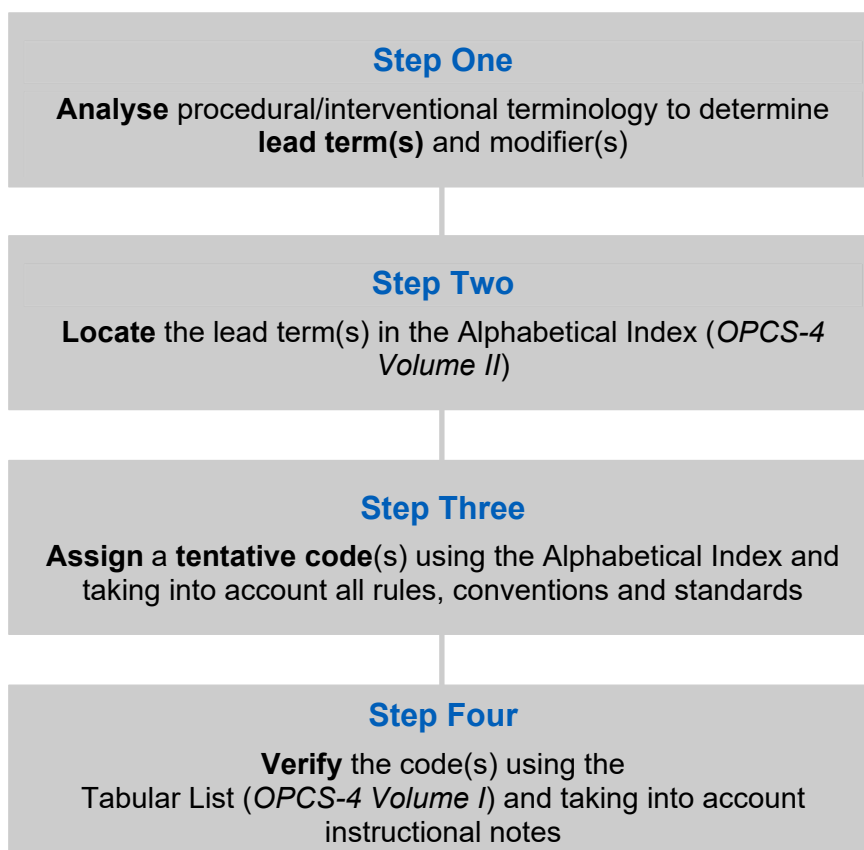 Step One
Analyse procedural/interventional terminology to determine
lead term(s) and modifier(s)
Step Two
Locate the lead term(s) in the Alphabetical Index (OPCS-4
Volume II)
Step Three
Assign a tentative code(s) using the Alphabetical Index and
taking into account all rules, conventions and standards
Step Four
Verify the code(s) using the
Tabular List (OPCS-4 Volume I) and taking into account
instructional notes